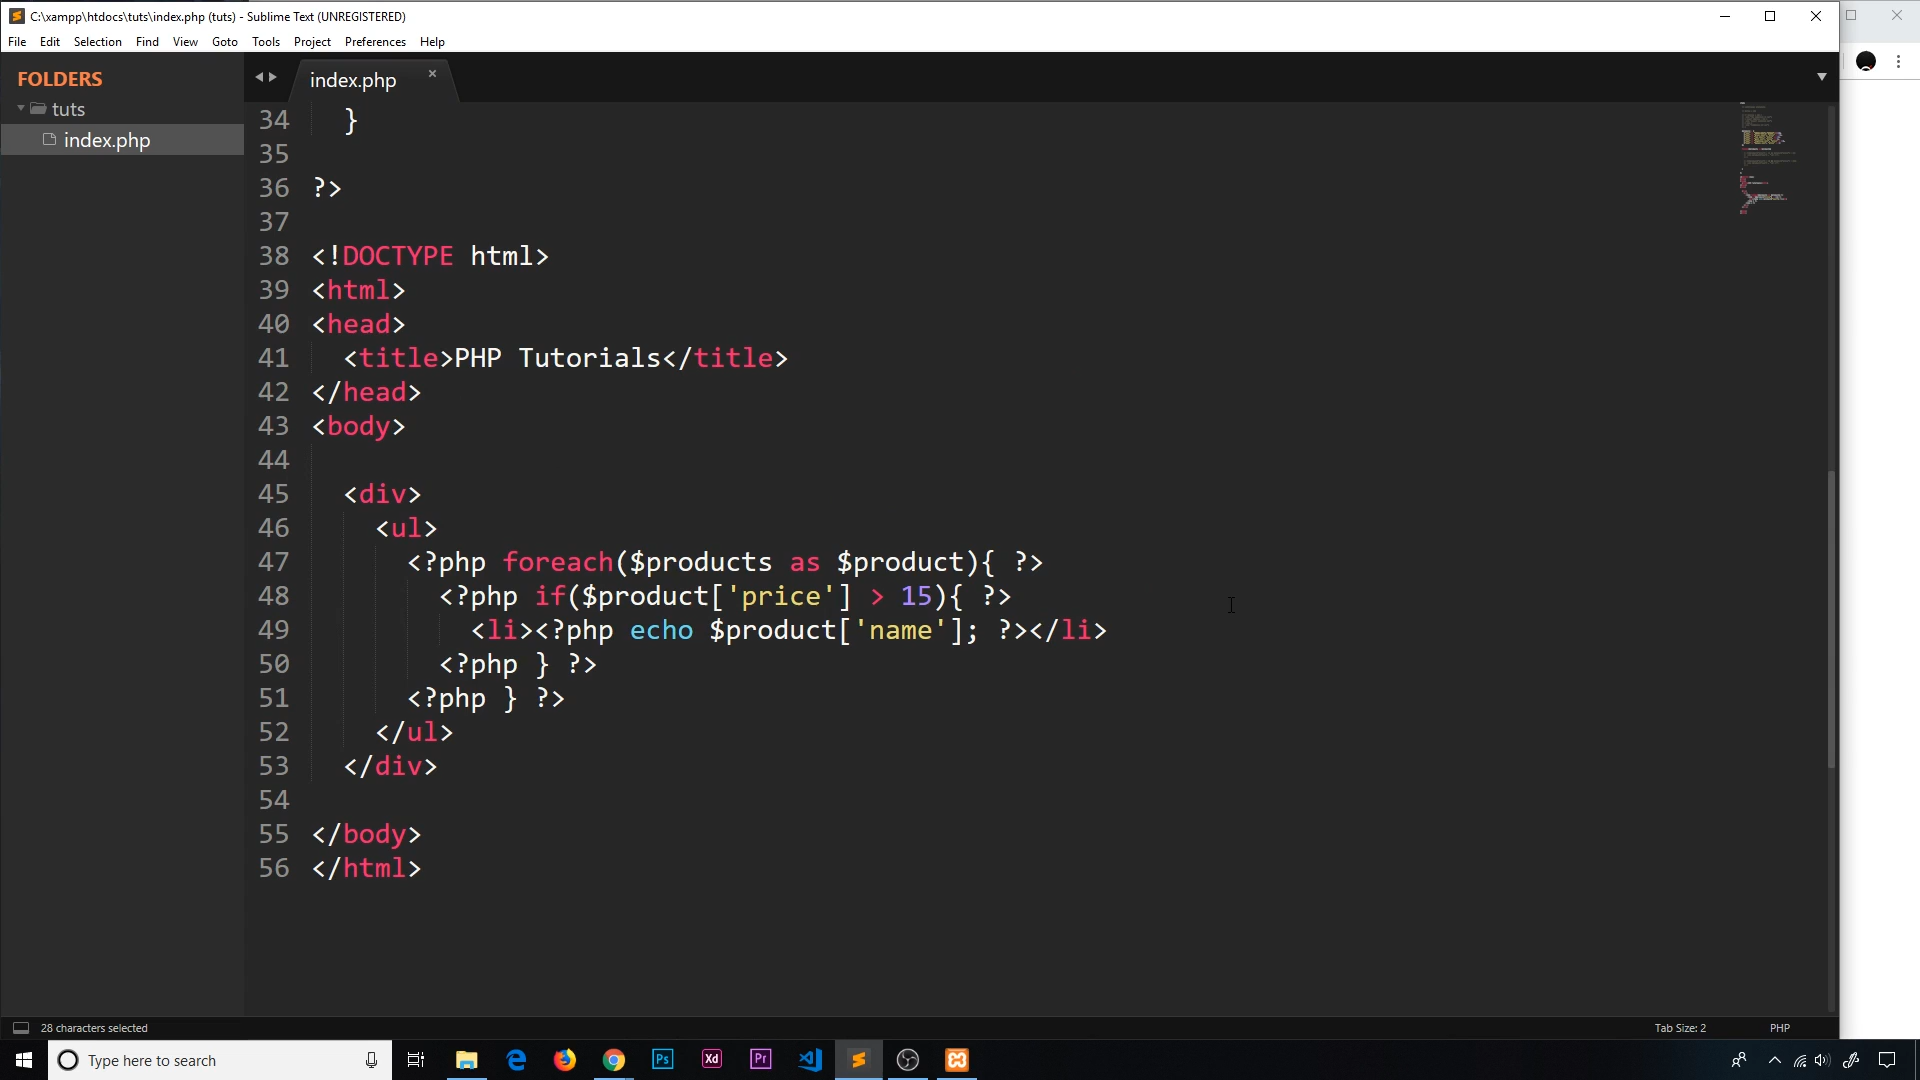 C:\xampp\htdocs\tuts\index.php (tuts) - Sublime Text (UNREGISTERED)
File Edit Selection Find View Goto Tools Project Preferences Help
FOLDERS
tuts
index.php
index.php
34 }
35
36 ?>
37
38 <!DOCTYPE html>
39 <html>
40 <head>
41 <title>PHP Tutorials</title>
42 </head>
43 <body>
44
45 <div>
46 <ul>
47 <?php foreach($products as $product){ ?>
48 <?php if($product['price'] > 15){ ?>
49 <li><?php echo $product['name']; ?></li>
50 <?php } ?>
51 <?php } ?>
52 </ul>
53 </div>
54
55 </body>
56 </html>
28 characters selected
Tab Size: 2 PHP
Type here to search
Ps Xd Pr